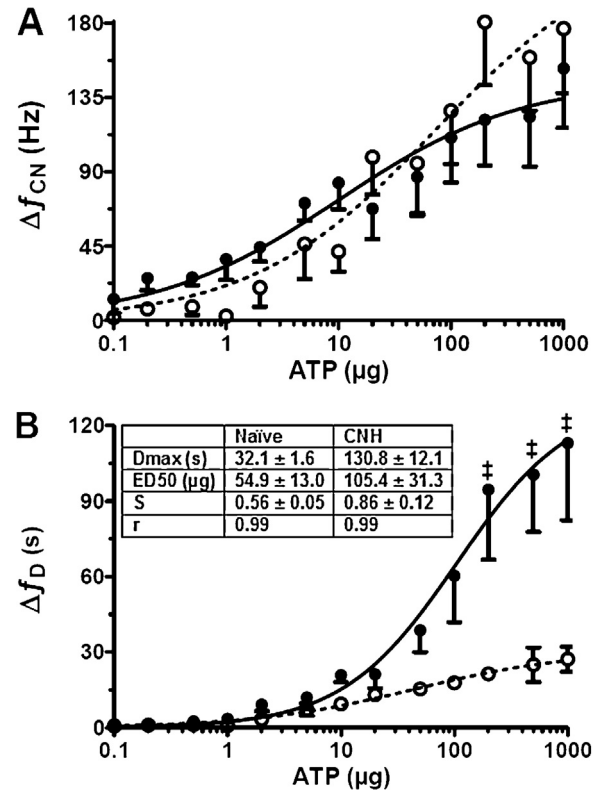 A
Δf CN (Hz)
180
135
90
45
0
0.1 1 10 100 1000
ATP (µg)
B
Δf D (s)
120
90
60
30
0
Naïve CNH
Dmax (s) 32.1 ± 1.6 130.8 ± 12.1
ED50 (µg) 54.9 ± 13.0 105.4 ± 31.3
S 0.56 ± 0.05 0.86 ± 0.12
r 0.99 0.99
‡ ‡ ‡
0.1 1 10 100 1000
ATP (µg)